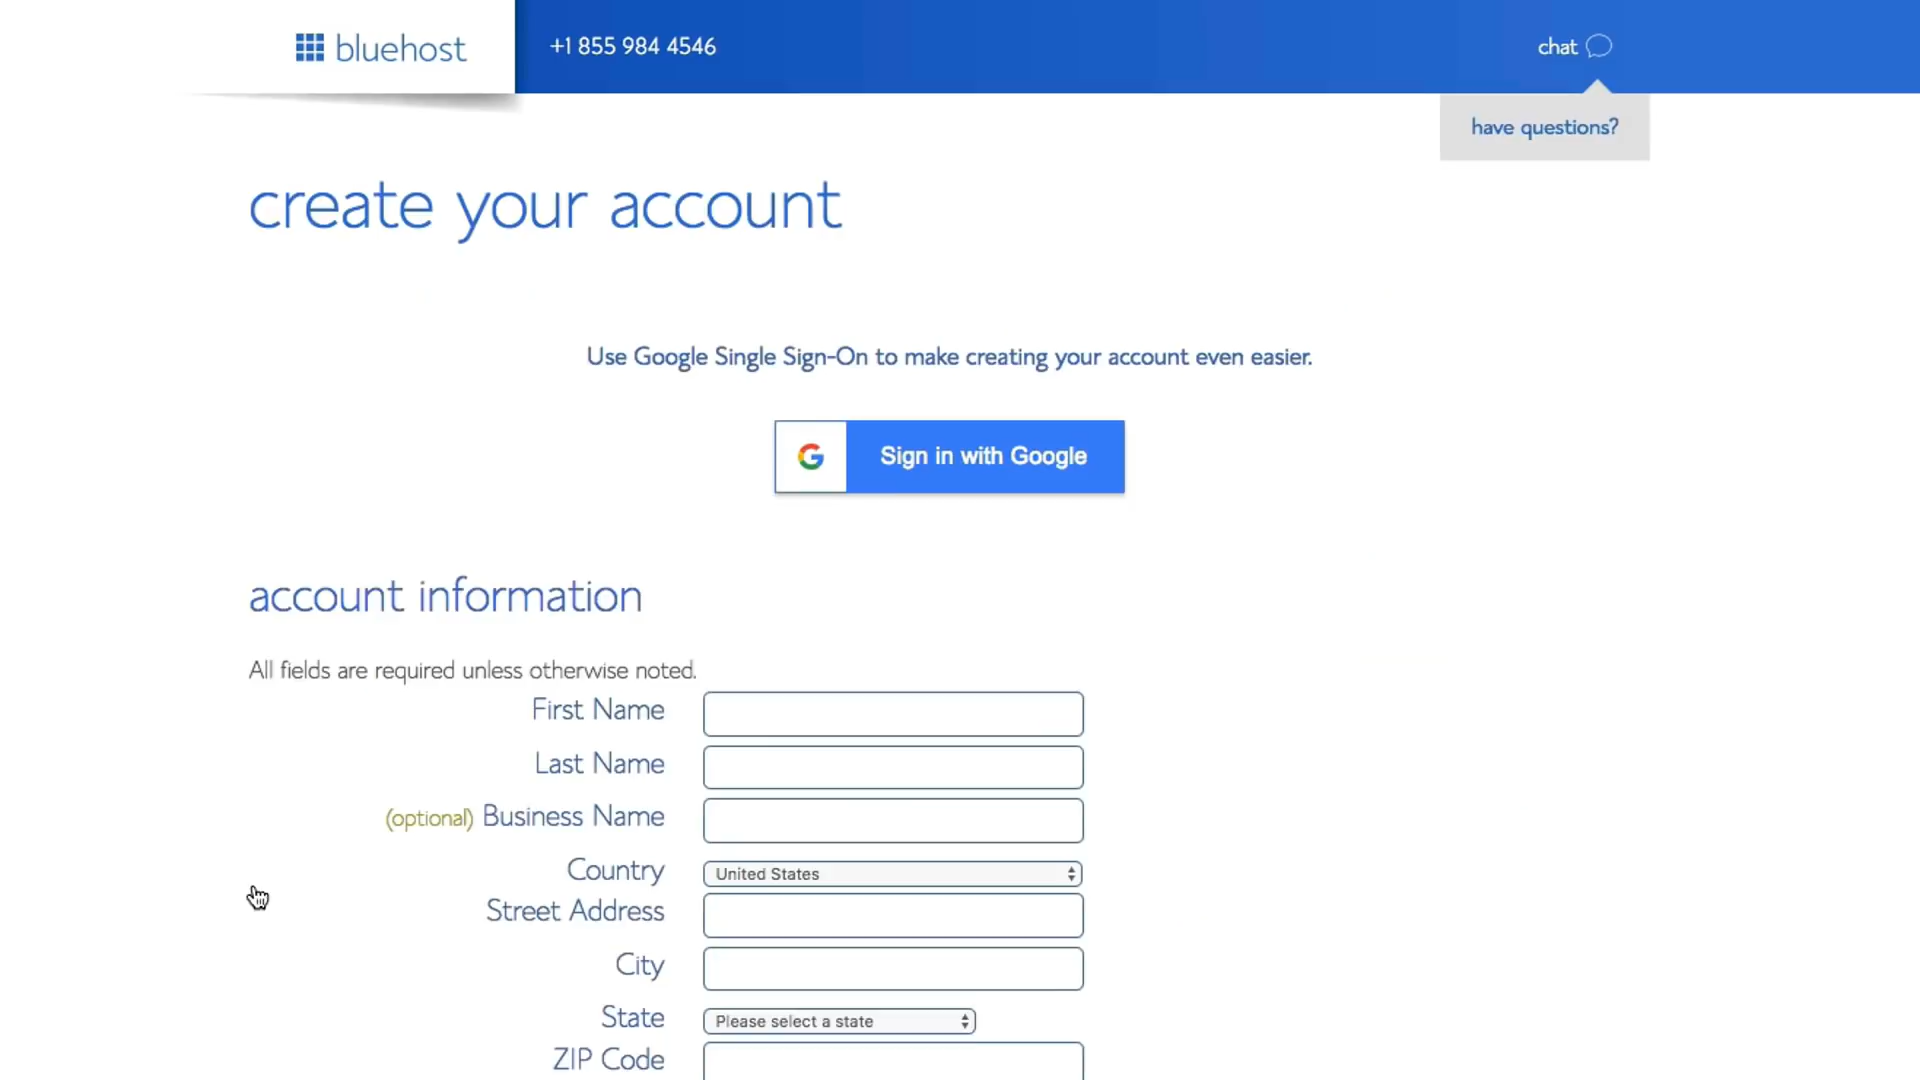 bluehost
+1 855 984 4546
chat
have questions?
create your account
Use Google Single Sign-On to make creating your account even easier.
Sign in with Google
account information
All fields are required unless otherwise noted.
First Name
Last Name
(optional) Business Name
Country United States
Street Address
City
State Please select a state
ZIP Code